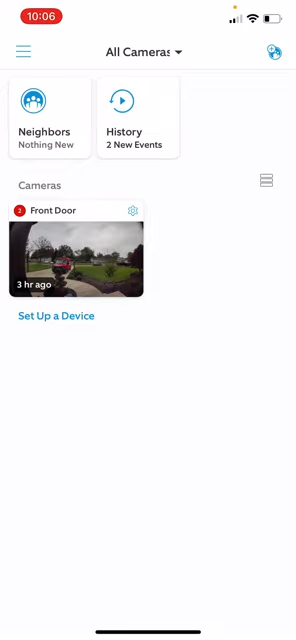 10:06
All Cameras
Neighbors
Nothing New
History
2 New Events
Cameras
2 Front Door
3 hr ago
Set Up a Device